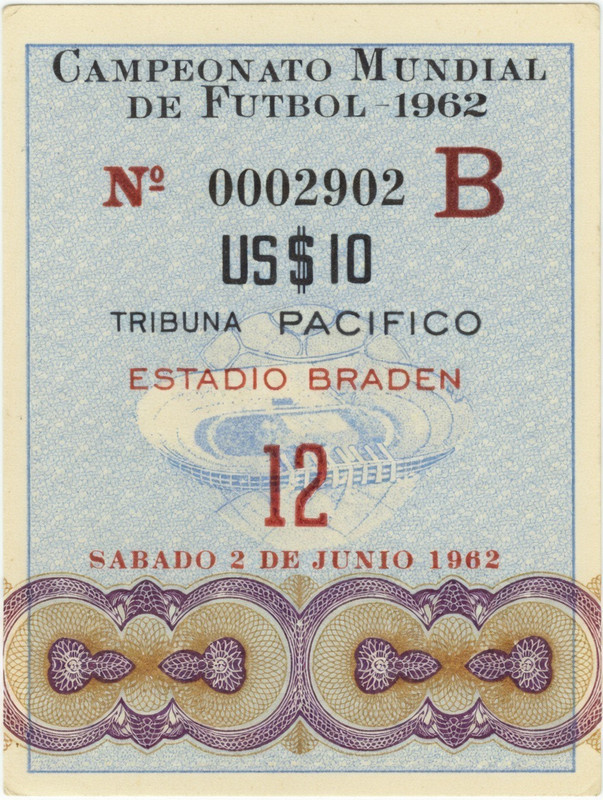 CAMPEONATO MUNDIAL
DE FUTBOL - 1962
Nº 0002902 B
US$10
TRIBUNA PACIFICO
ESTADIO BRADEN
12
SABADO 2 DE JUNIO 1962